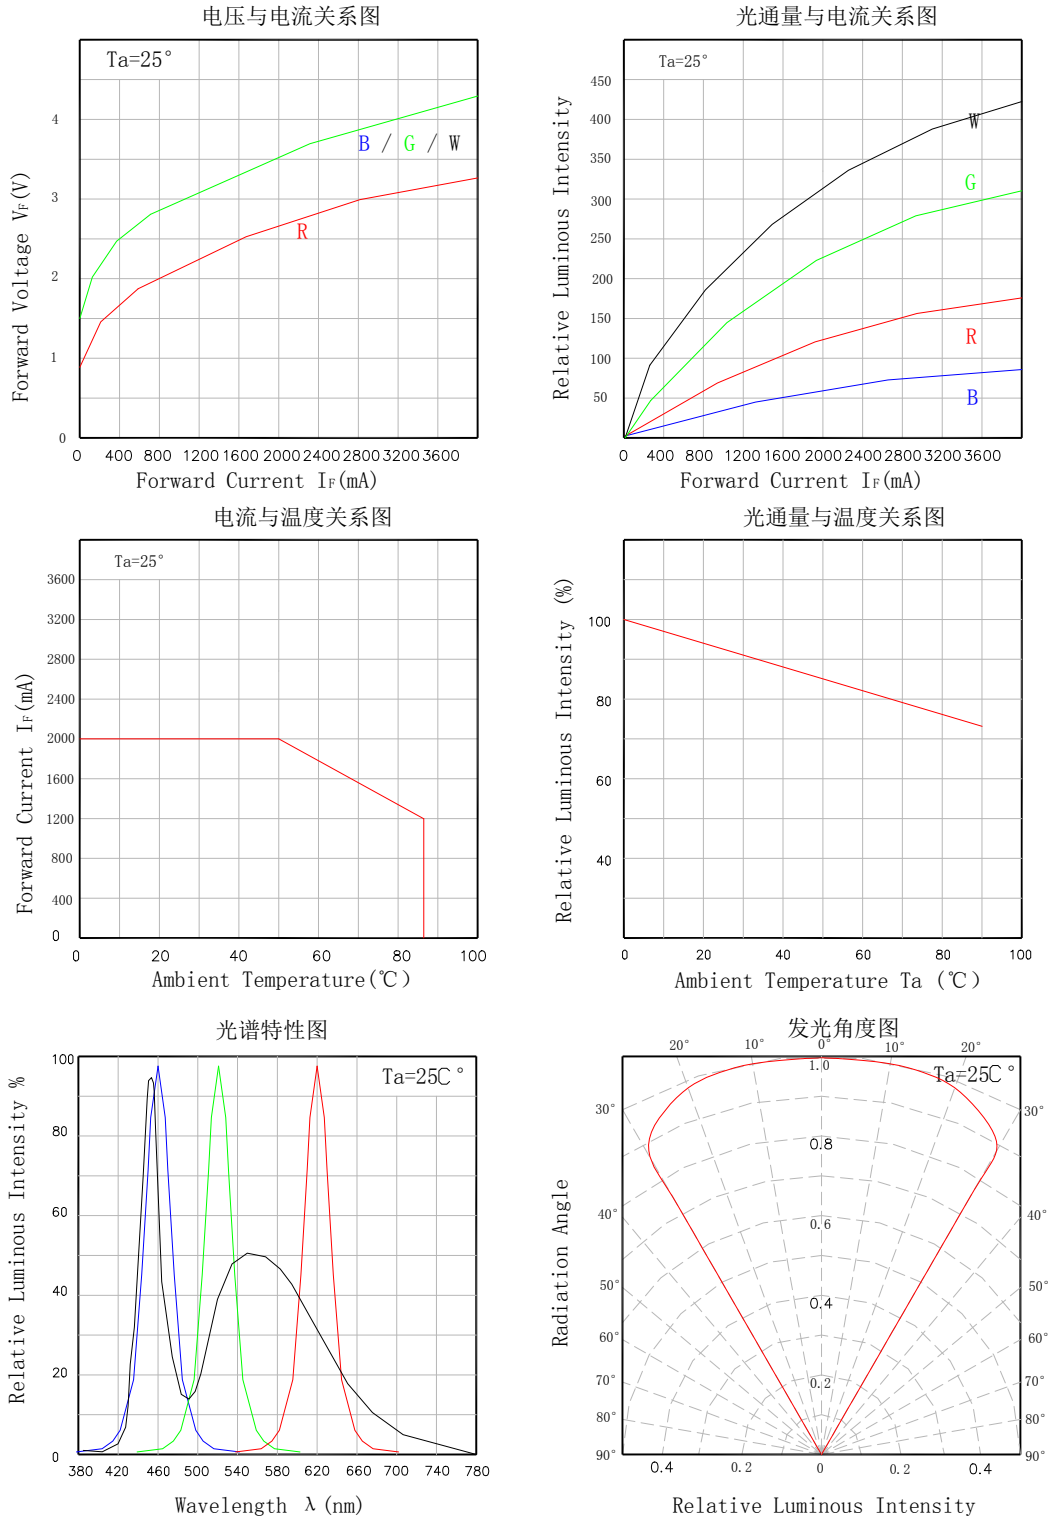 电压与电流关系图
Ta=25°
4
3
2
1
0
B / G / W
R
Forward Voltage VF(V)
0 400 800 1200 1600 2000 2400 2800 3200 3600
Forward Current IF(mA)
光通量与电流关系图
Ta=25°
450
400
350
300
250
200
150
100
50
W
G
R
B
Relative Luminous Intensity
0 400 800 1200 1600 2000 2400 2800 3200 3600
Forward Current IF(mA)
电流与温度关系图
Ta=25°
3600
3200
2800
2400
2000
1600
1200
800
400
0
Forward Current IF(mA)
0 20 40 60 80 100
Ambient Temperature(℃)
光通量与温度关系图
100
80
60
40
Relative Luminous Intensity (%)
0 20 40 60 80 100
Ambient Temperature Ta (℃)
光谱特性图
Ta=25C°
100
80
60
40
20
0
Relative Luminous Intensity %
380 420 460 500 540 580 620 660 700 740 780
Wavelength λ (nm)
发光角度图
20° 10° 0° 10° 20°
Ta=25C°
30° 30°
40° 40°
50° 50°
60° 60°
70° 70°
80° 80°
90° 90°
1.0
0.8
0.6
0.4
0.2
Radiation Angle
0.4 0.2 0 0.2 0.4
Relative Luminous Intensity